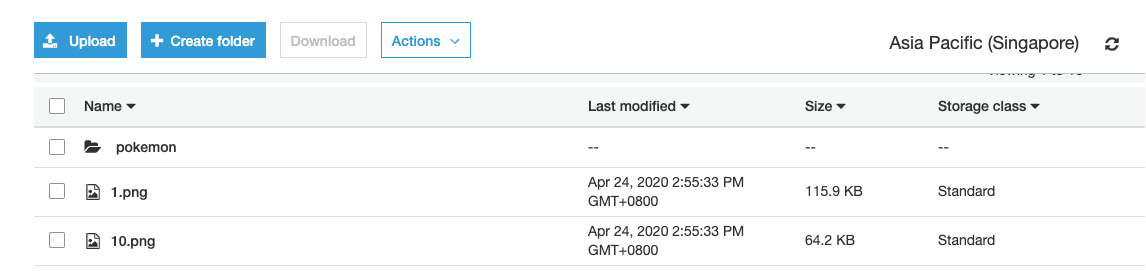 Upload
Create folder
Download
Actions
Asia Pacific (Singapore)
Name
Last modified
Size
Storage class
pokemon
--
--
--
1.png
Apr 24, 2020 2:55:33 PM
GMT+0800
115.9 KB
Standard
10.png
Apr 24, 2020 2:55:33 PM
GMT+0800
64.2 KB
Standard